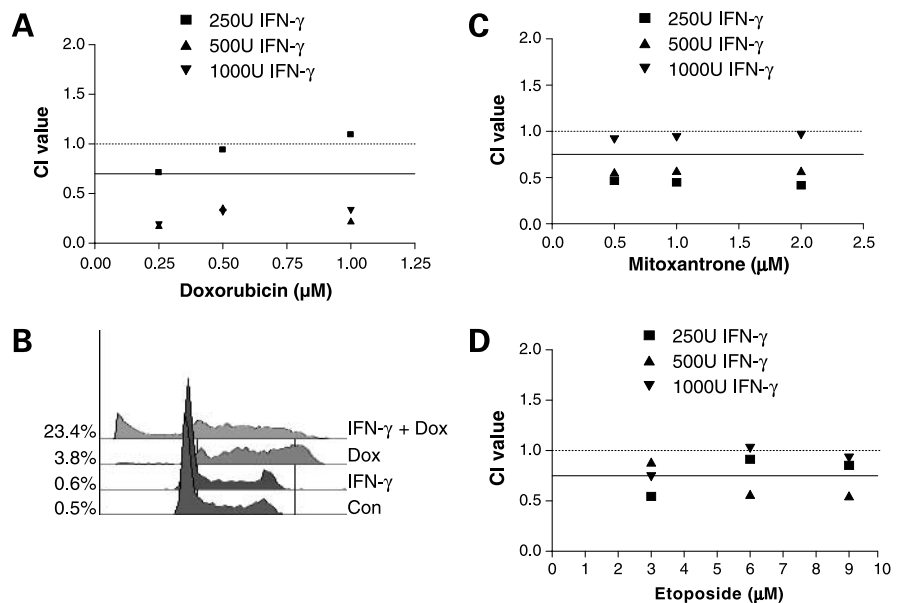 A
250U IFN-γ
500U IFN-γ
1000U IFN-γ
CI value
2.0
1.5
1.0
0.5
0.0
0.00 0.25 0.50 0.75 1.00 1.25
Doxorubicin (μM)
B
23.4% IFN-γ + Dox
3.8% Dox
0.6% IFN-γ
0.5% Con
C
250U IFN-γ
500U IFN-γ
1000U IFN-γ
CI value
2.0
1.5
1.0
0.5
0.0
0.0 0.5 1.0 1.5 2.0 2.5
Mitoxantrone (μM)
D
250U IFN-γ
500U IFN-γ
1000U IFN-γ
CI value
2.0
1.5
1.0
0.5
0.0
0 1 2 3 4 5 6 7 8 9 10
Etoposide (μM)